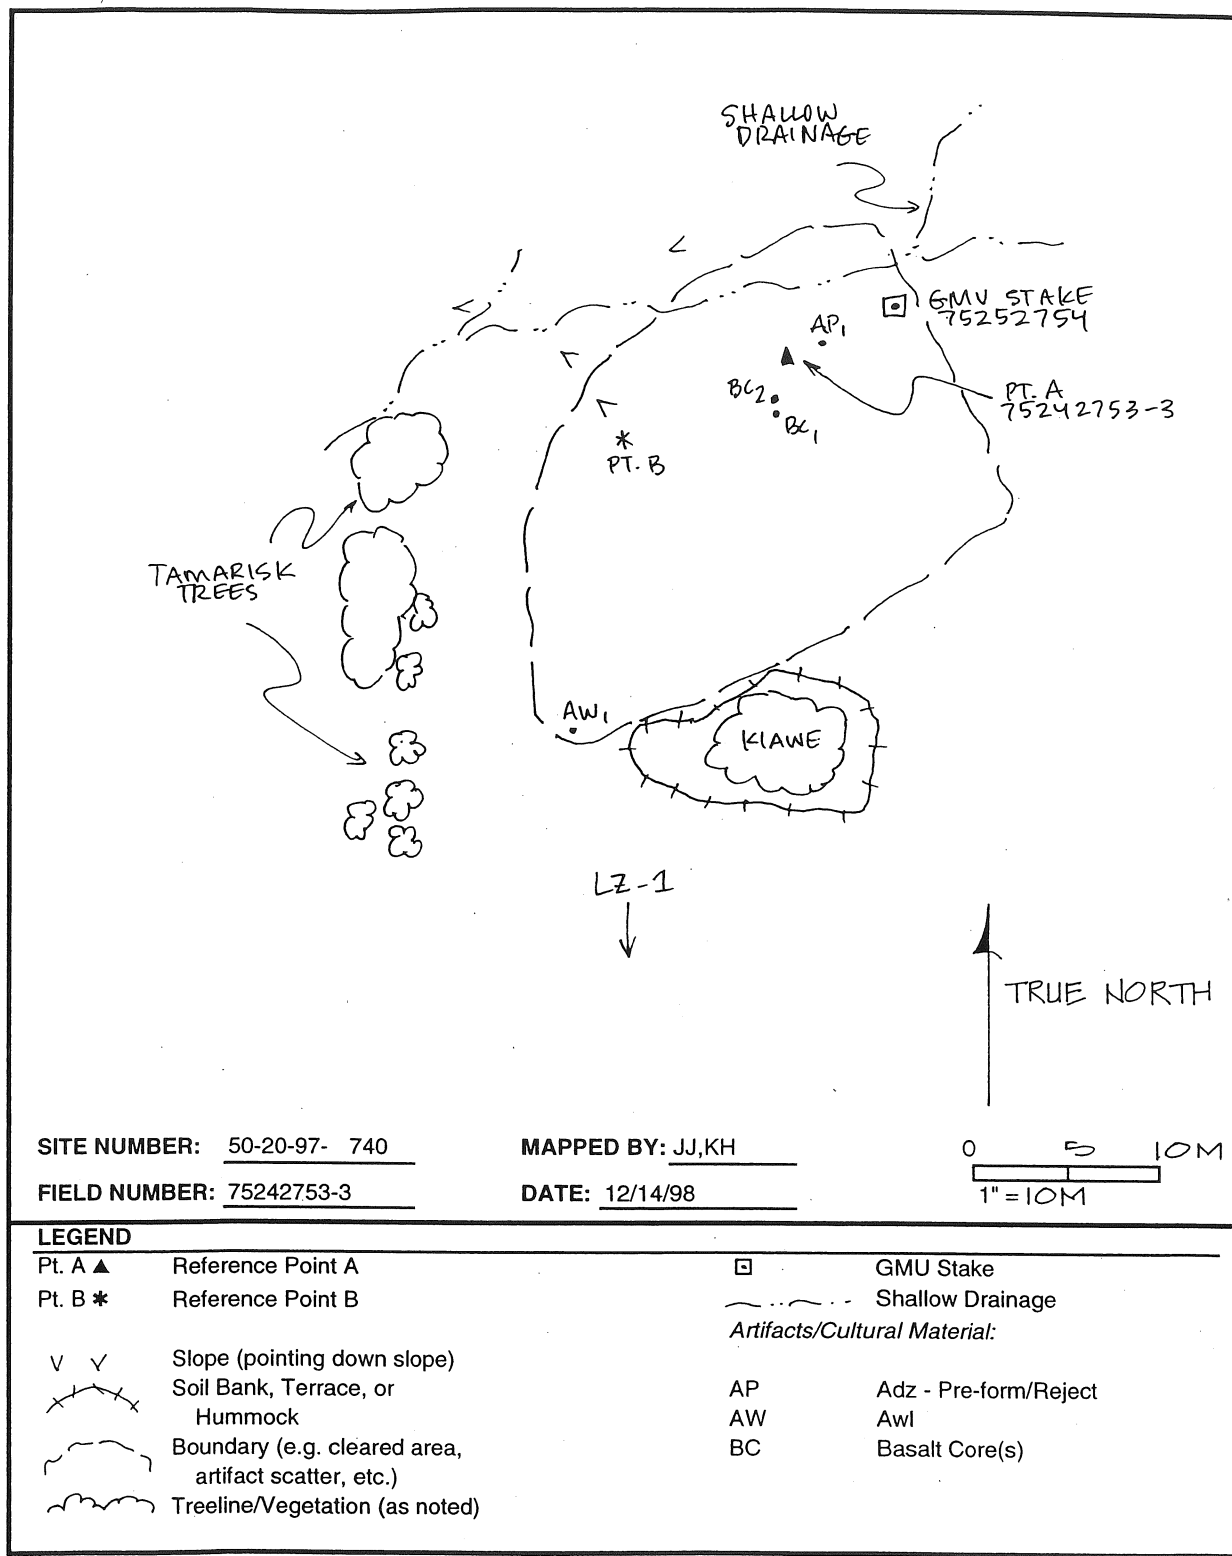 SHALLOW
DRAINAGE
GMU STAKE
75252754
AP1
PT. A
75242753-3
BC2
BC1
PT. B
TAMARISK
TREES
AW1
KIAWE
LZ-1
TRUE NORTH
SITE NUMBER: 50-20-97- 740
MAPPED BY: JJ,KH
0 5 10M
FIELD NUMBER: 75242753-3
DATE: 12/14/98
1" = 10M
LEGEND
Pt. A ▲ Reference Point A
Pt. B * Reference Point B
Slope (pointing down slope)
Soil Bank, Terrace, or
Hummock
Boundary (e.g. cleared area,
artifact scatter, etc.)
Treeline/Vegetation (as noted)
GMU Stake
Shallow Drainage
Artifacts/Cultural Material:
AP Adz - Pre-form/Reject
AW Awl
BC Basalt Core(s)